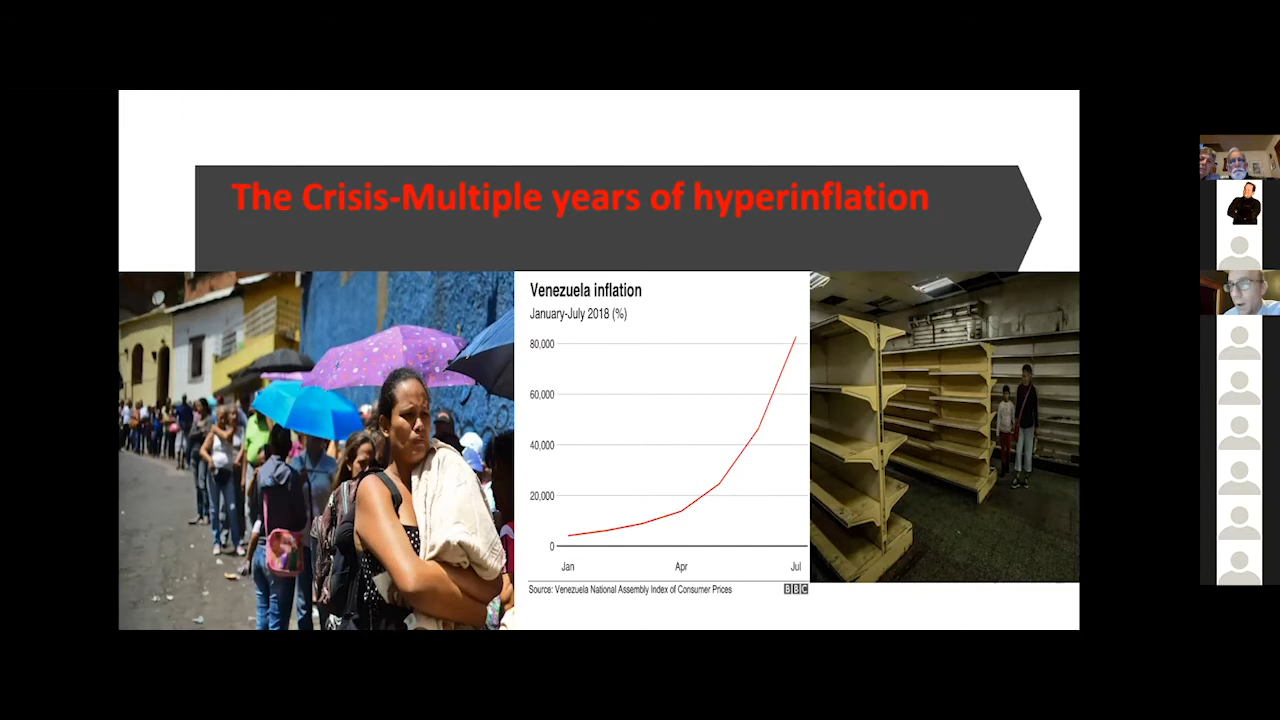 The Crisis-Multiple years of hyperinflation
Venezuela inflation
January-July 2018 (%)
80,000
60,000
40,000
20,000
0
Jan Apr Jul
Source: Venezuela National Assembly Index of Consumer Prices BBC